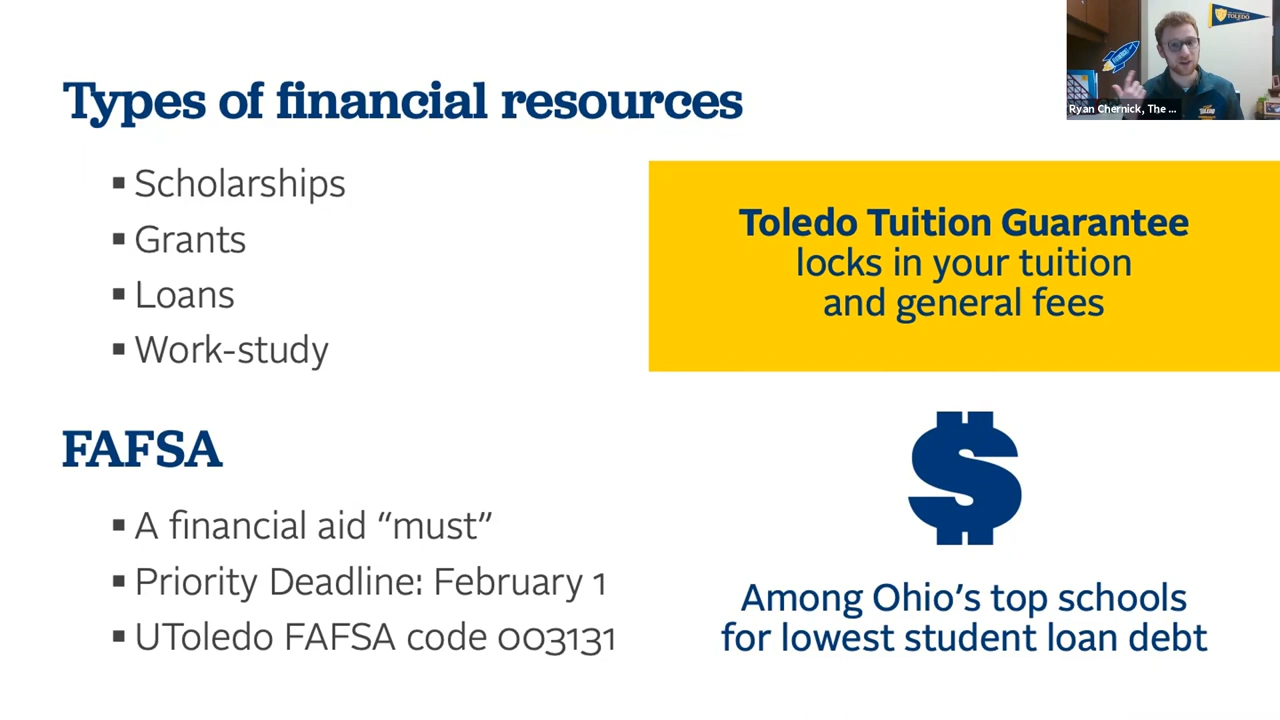 Types of financial resources
Scholarships
Grants
Loans
Work-study
FAFSA
A financial aid “must”
Priority Deadline: February 1
UToledo FAFSA code 003131
TOLEDO
Ryan Chernick, The ...
Toledo Tuition Guarantee
locks in your tuition
and general fees
$
Among Ohio’s top schools
for lowest student loan debt